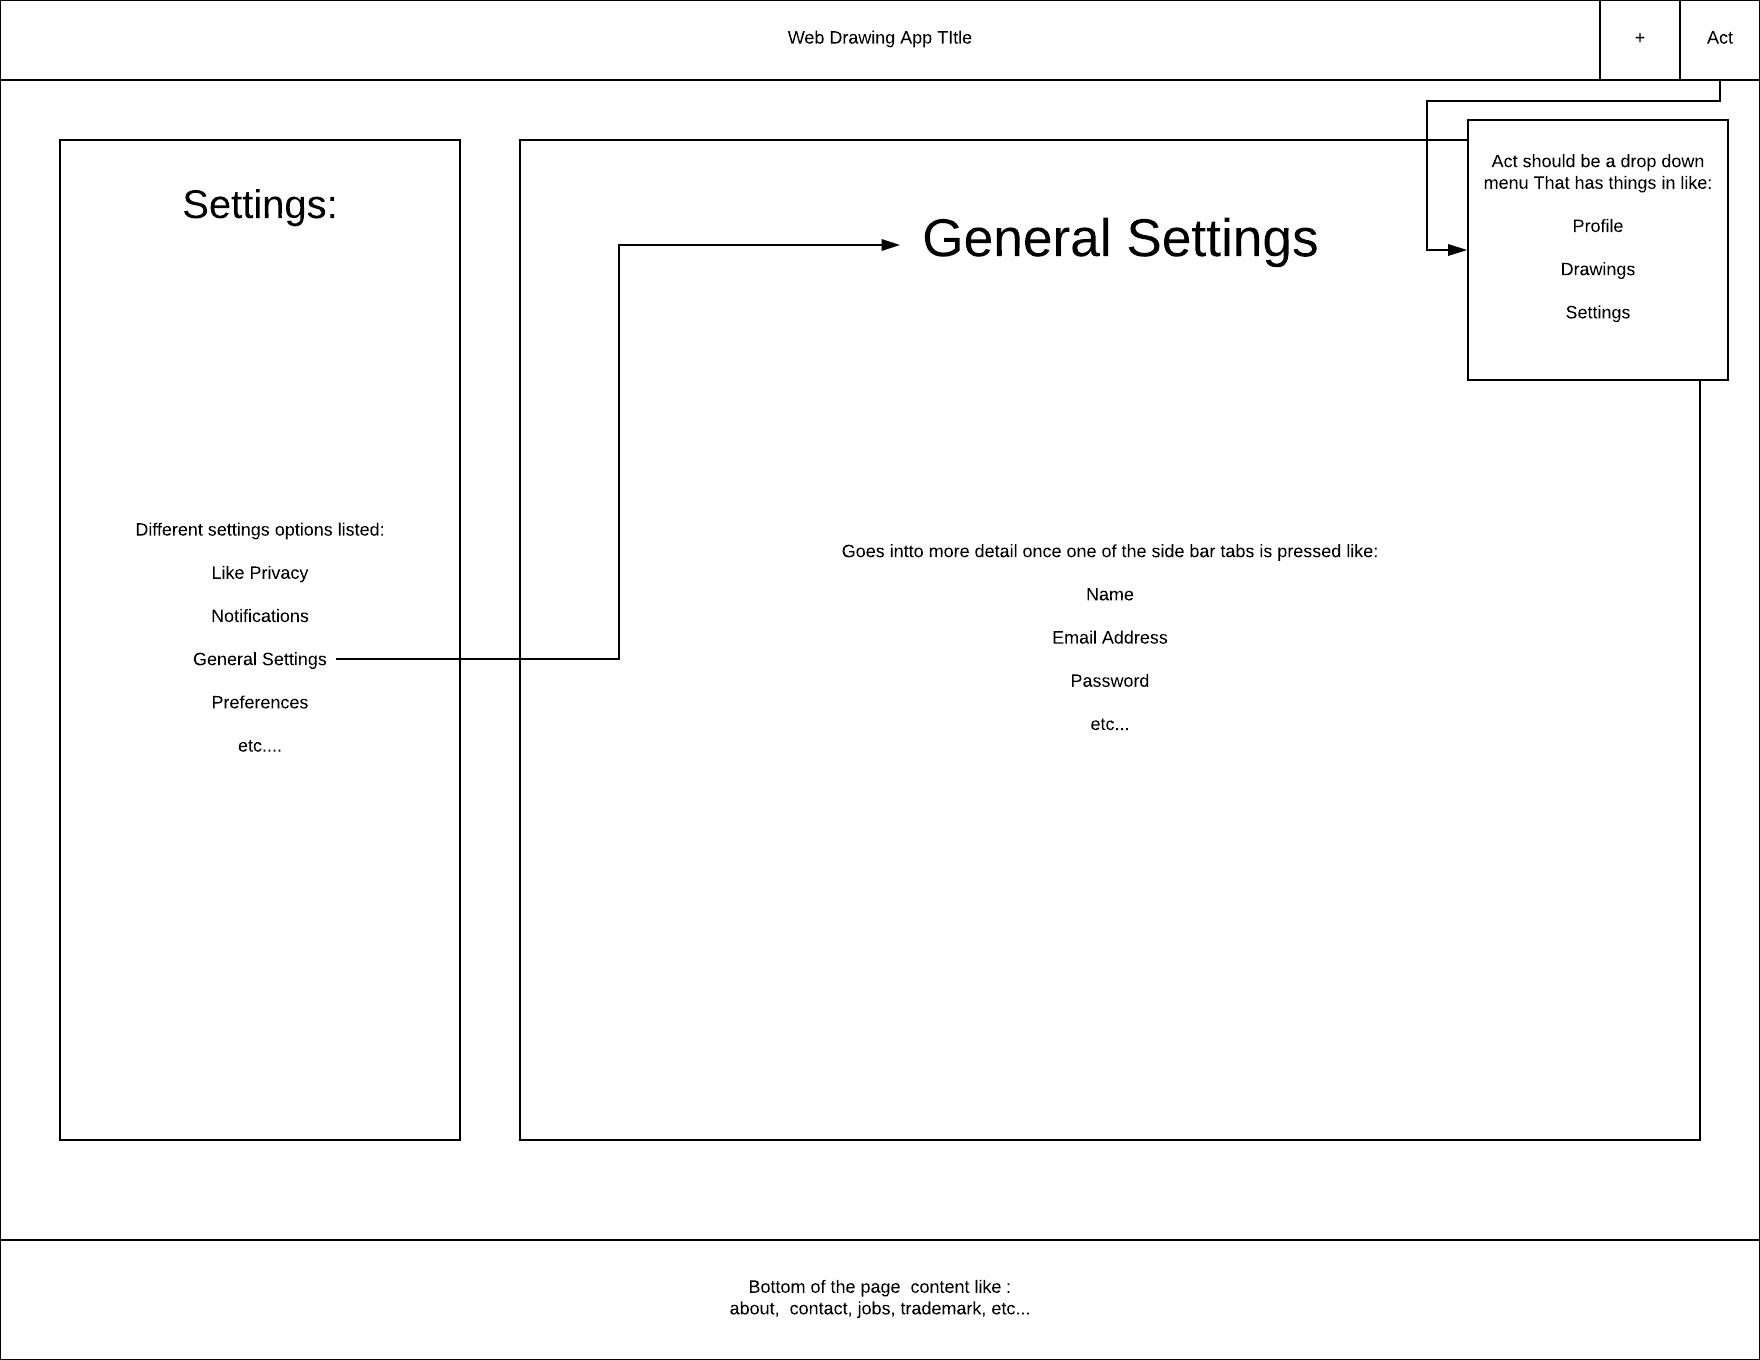 Web Drawing App TItle
+
Act
Settings:
Different settings options listed:
Like Privacy
Notifications
General Settings
Preferences
etc....
General Settings
Goes intto more detail once one of the side bar tabs is pressed like:
Name
Email Address
Password
etc...
Act should be a drop down
menu That has things in like:
Profile
Drawings
Settings
Bottom of the page  content like :
about,  contact, jobs, trademark, etc...